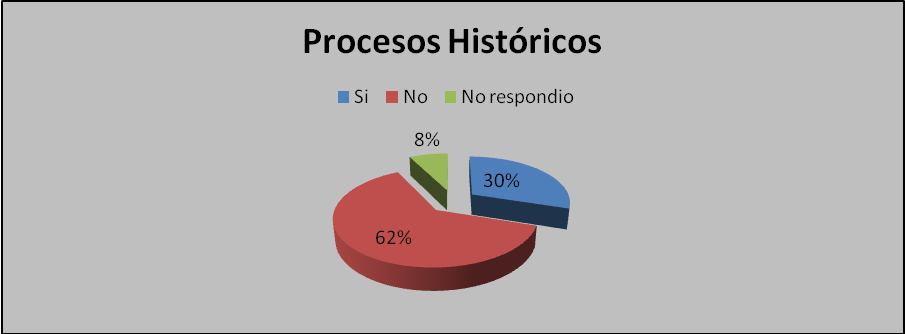 Procesos Históricos
Si No No respondio
8%
30%
62%